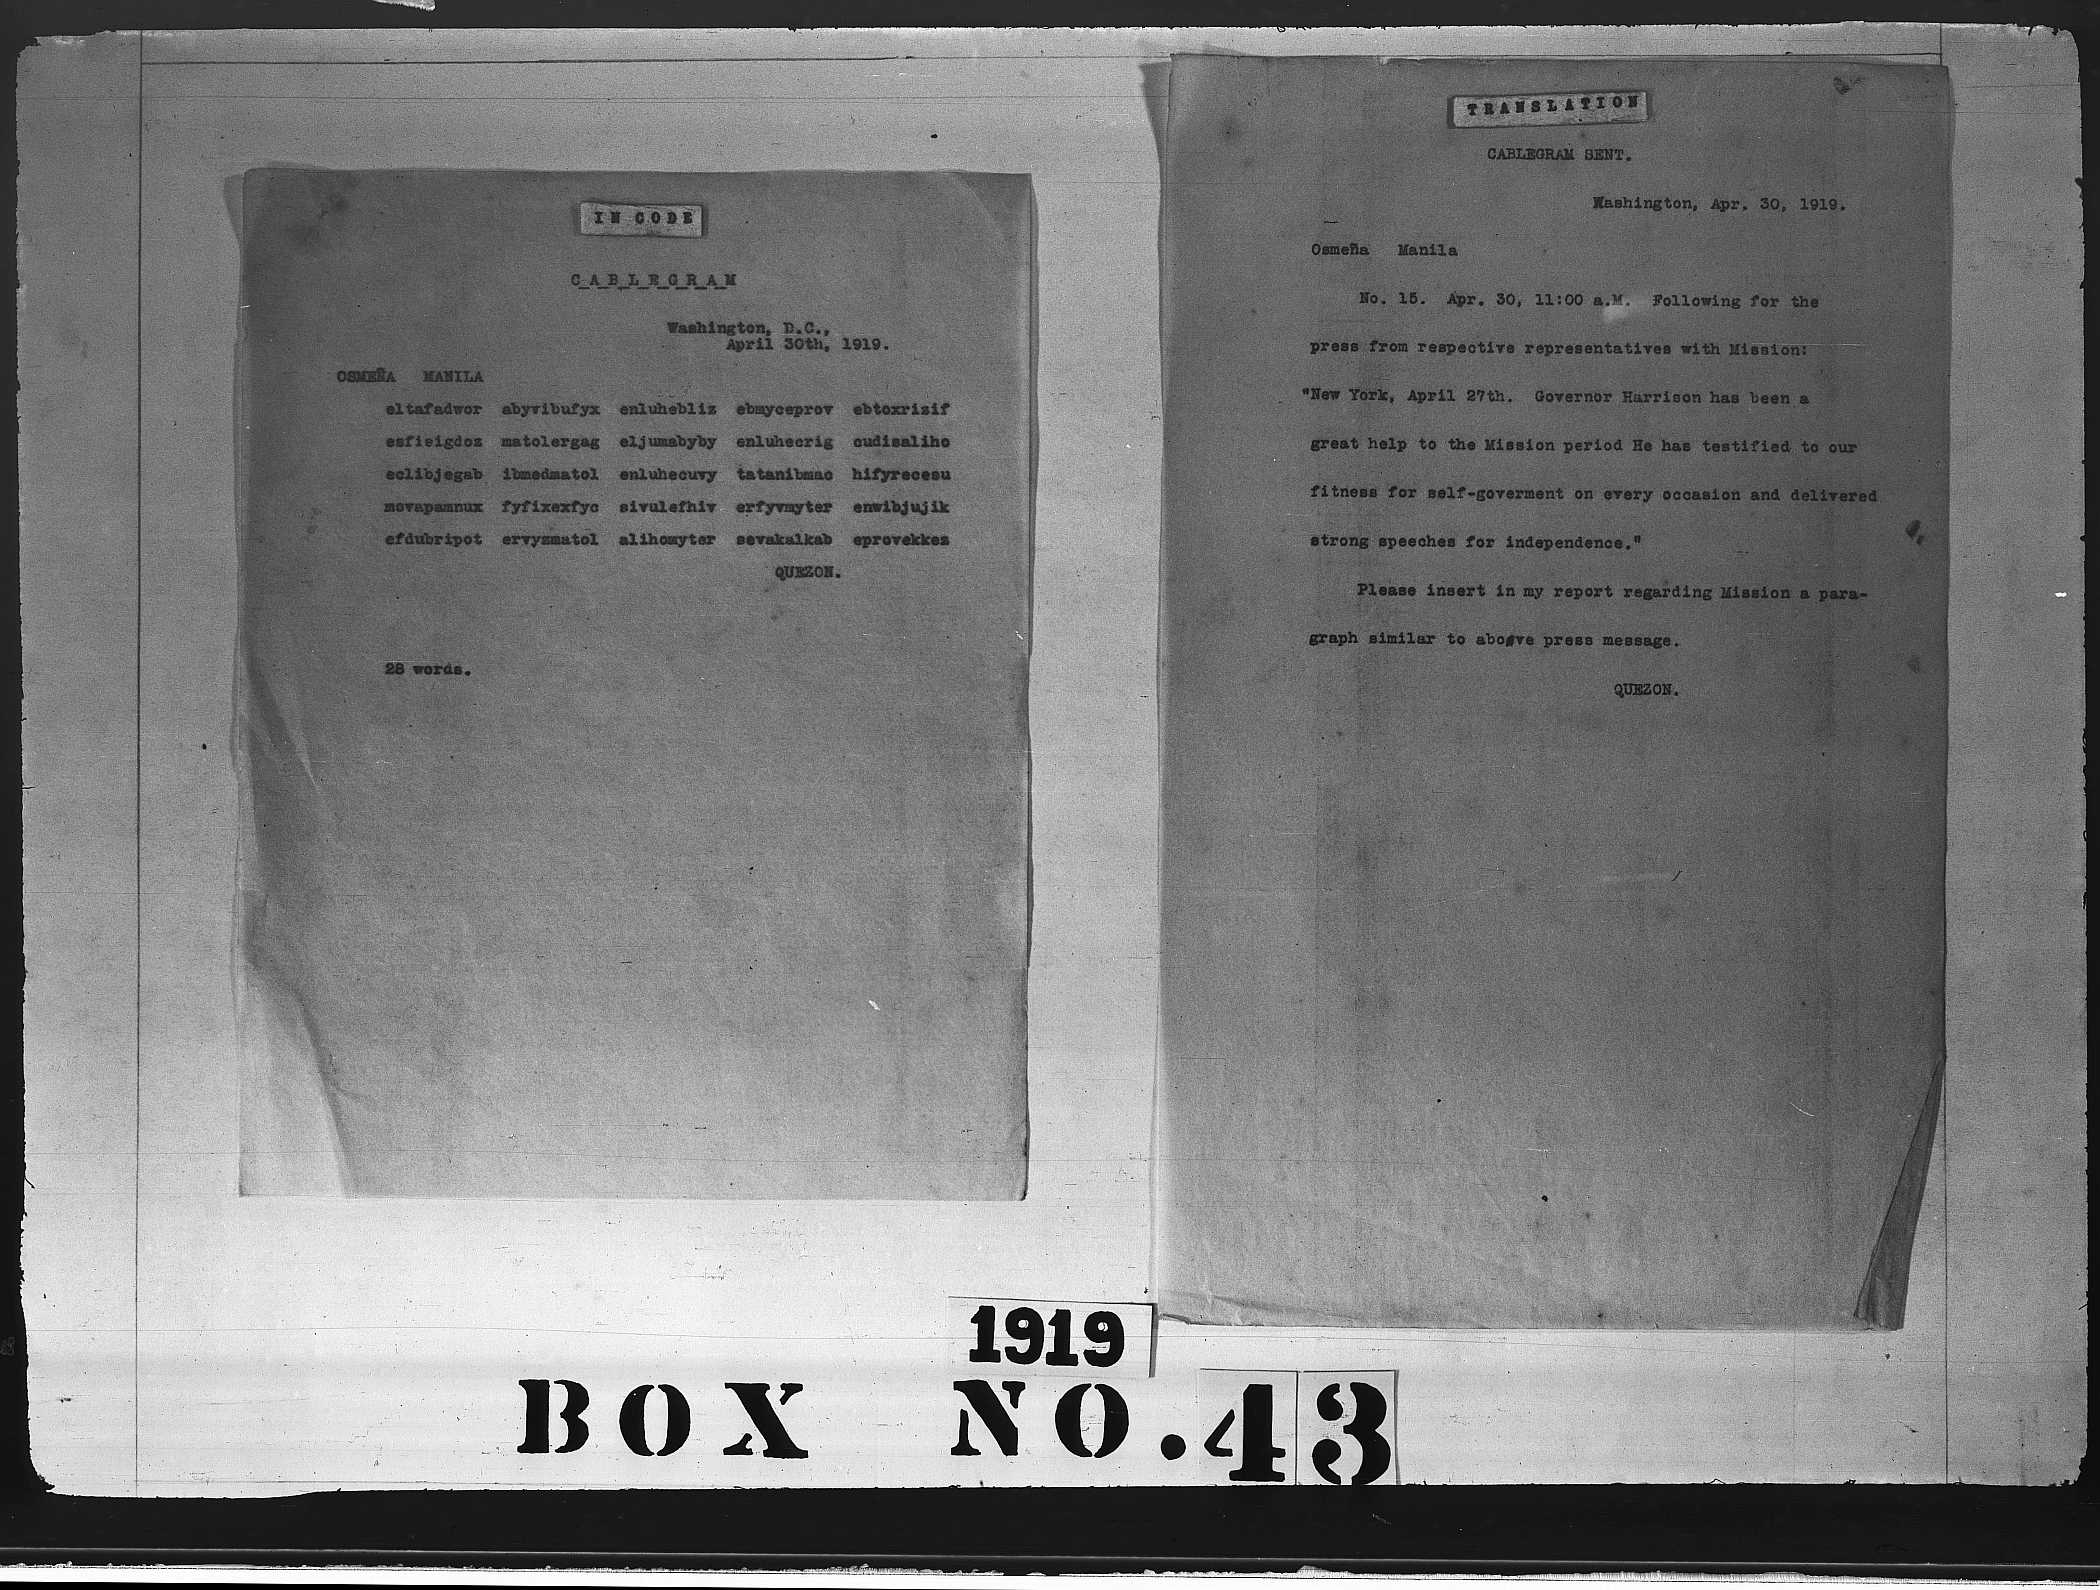 IN CODE
CABLEGRAM
Washington, D.C.,
April 30th, 1919.
OSMEÑA MANILA
eltafadwor abyvibufyx enluhebliz ebmyceprov ebtoxrisif
esfisigdoz matolergag eljumabyby enluhecrig cudisaliho
eclibjegab ibmedmatol enluhecuvy tatanibmac hifyrecesu
movapamnux fyfixexfyc sivulefhiv erfyvmyter enwibjujik
efdubripot ervyzmatol alihomyter sevakalkab eprovekkes
QUEZON.
28 words.
TRANSLATION
CABLEGRAM SENT.
Washington, Apr. 30, 1919.
Osmeña Manila
No. 15. Apr. 30, 11:00 a.M. Following for the
press from respective representatives with Mission:
"New York, April 27th. Governor Harrison has been a
great help to the Mission period He has testified to our
fitness for self-goverment on every occasion and delivered
strong speeches for independence."
Please insert in my report regarding Mission a para-
graph similar to above press message.
QUEZON.
1919
BOX NO. 43